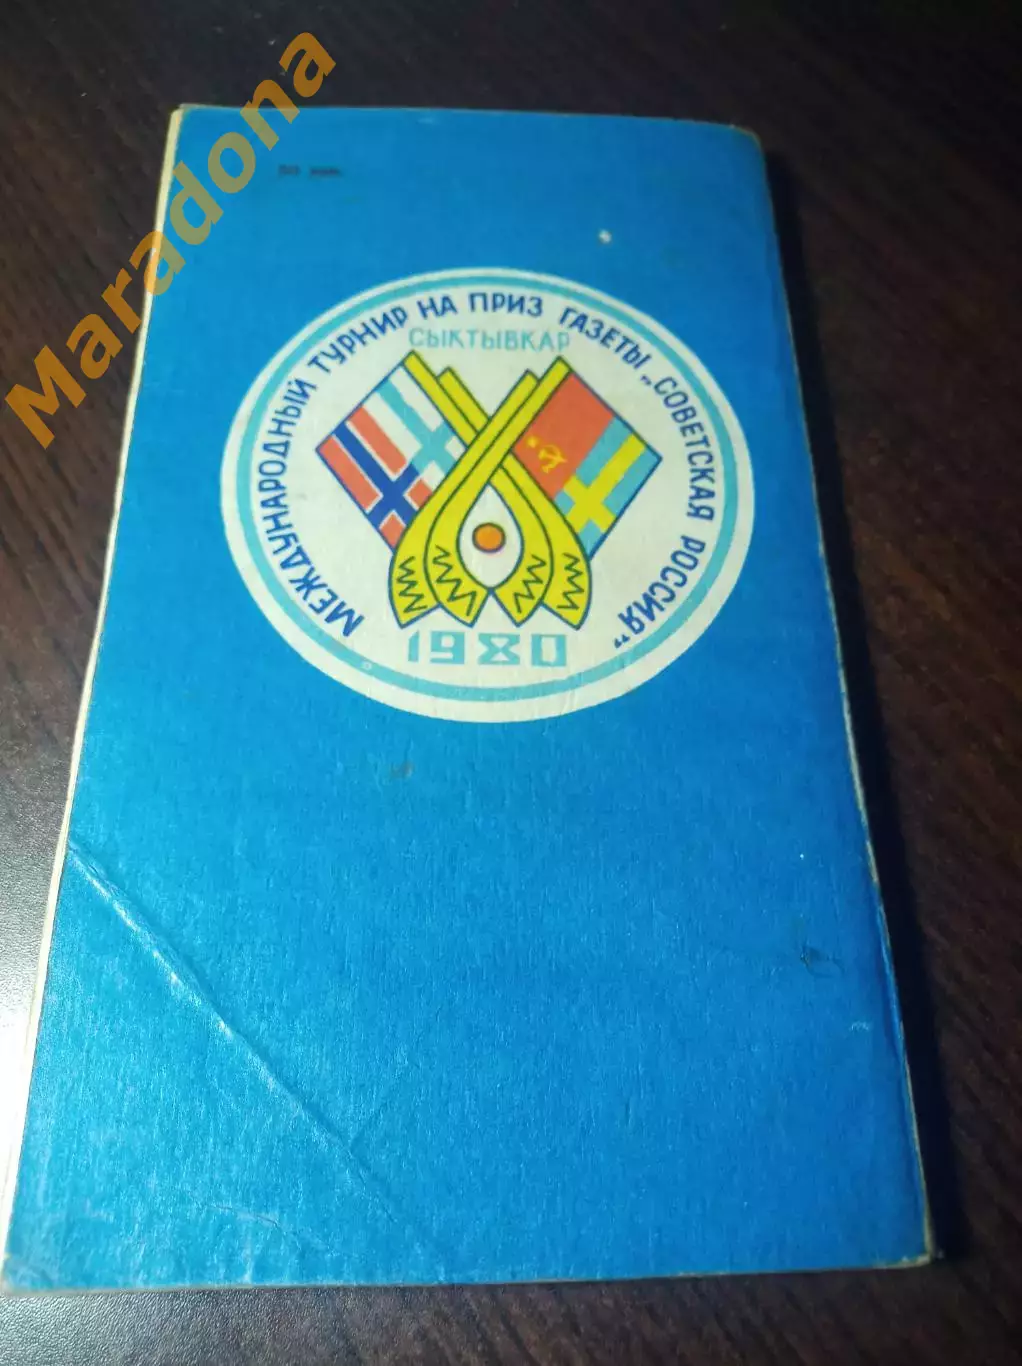 Maradona
МЕЖДУНАРОДНЫЙ ТУРНИР НА ПРИЗ ГАЗЕТЫ „СОВЕТСКАЯ РОССИЯ"
СЫКТЫВКАР
1980